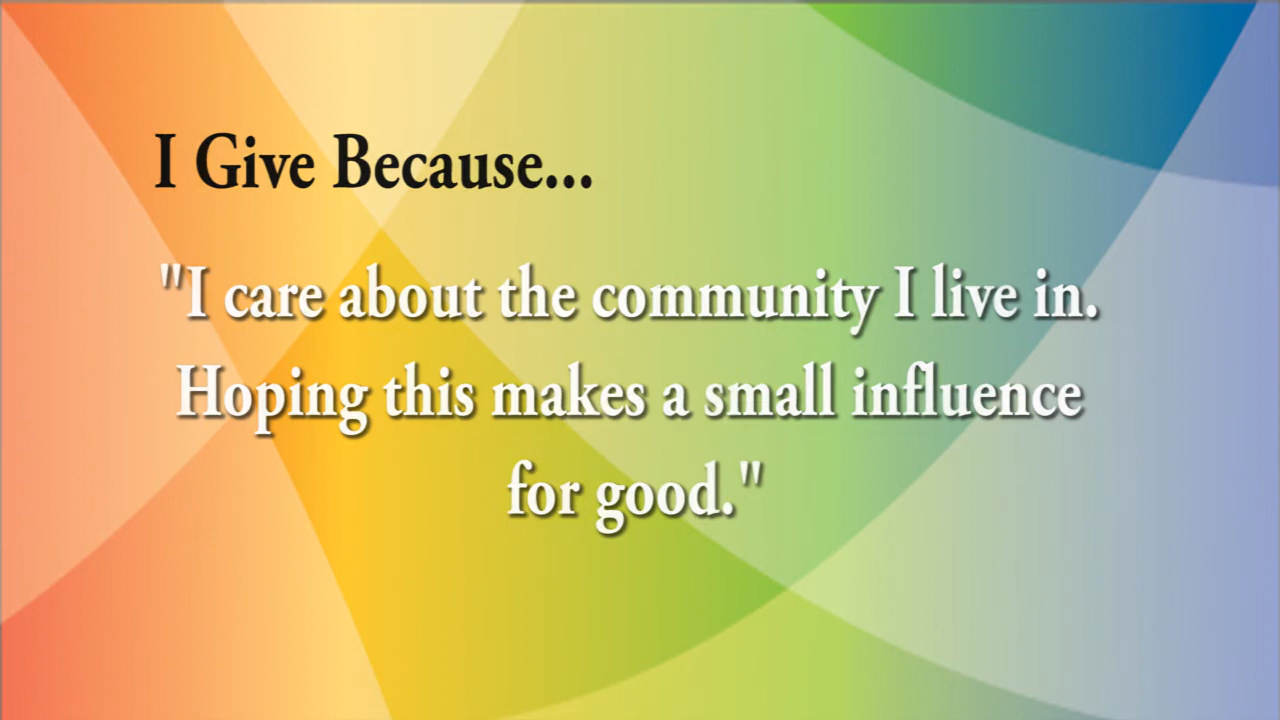 I Give Because...
"I care about the community I live in.
Hoping this makes a small influence
for good."